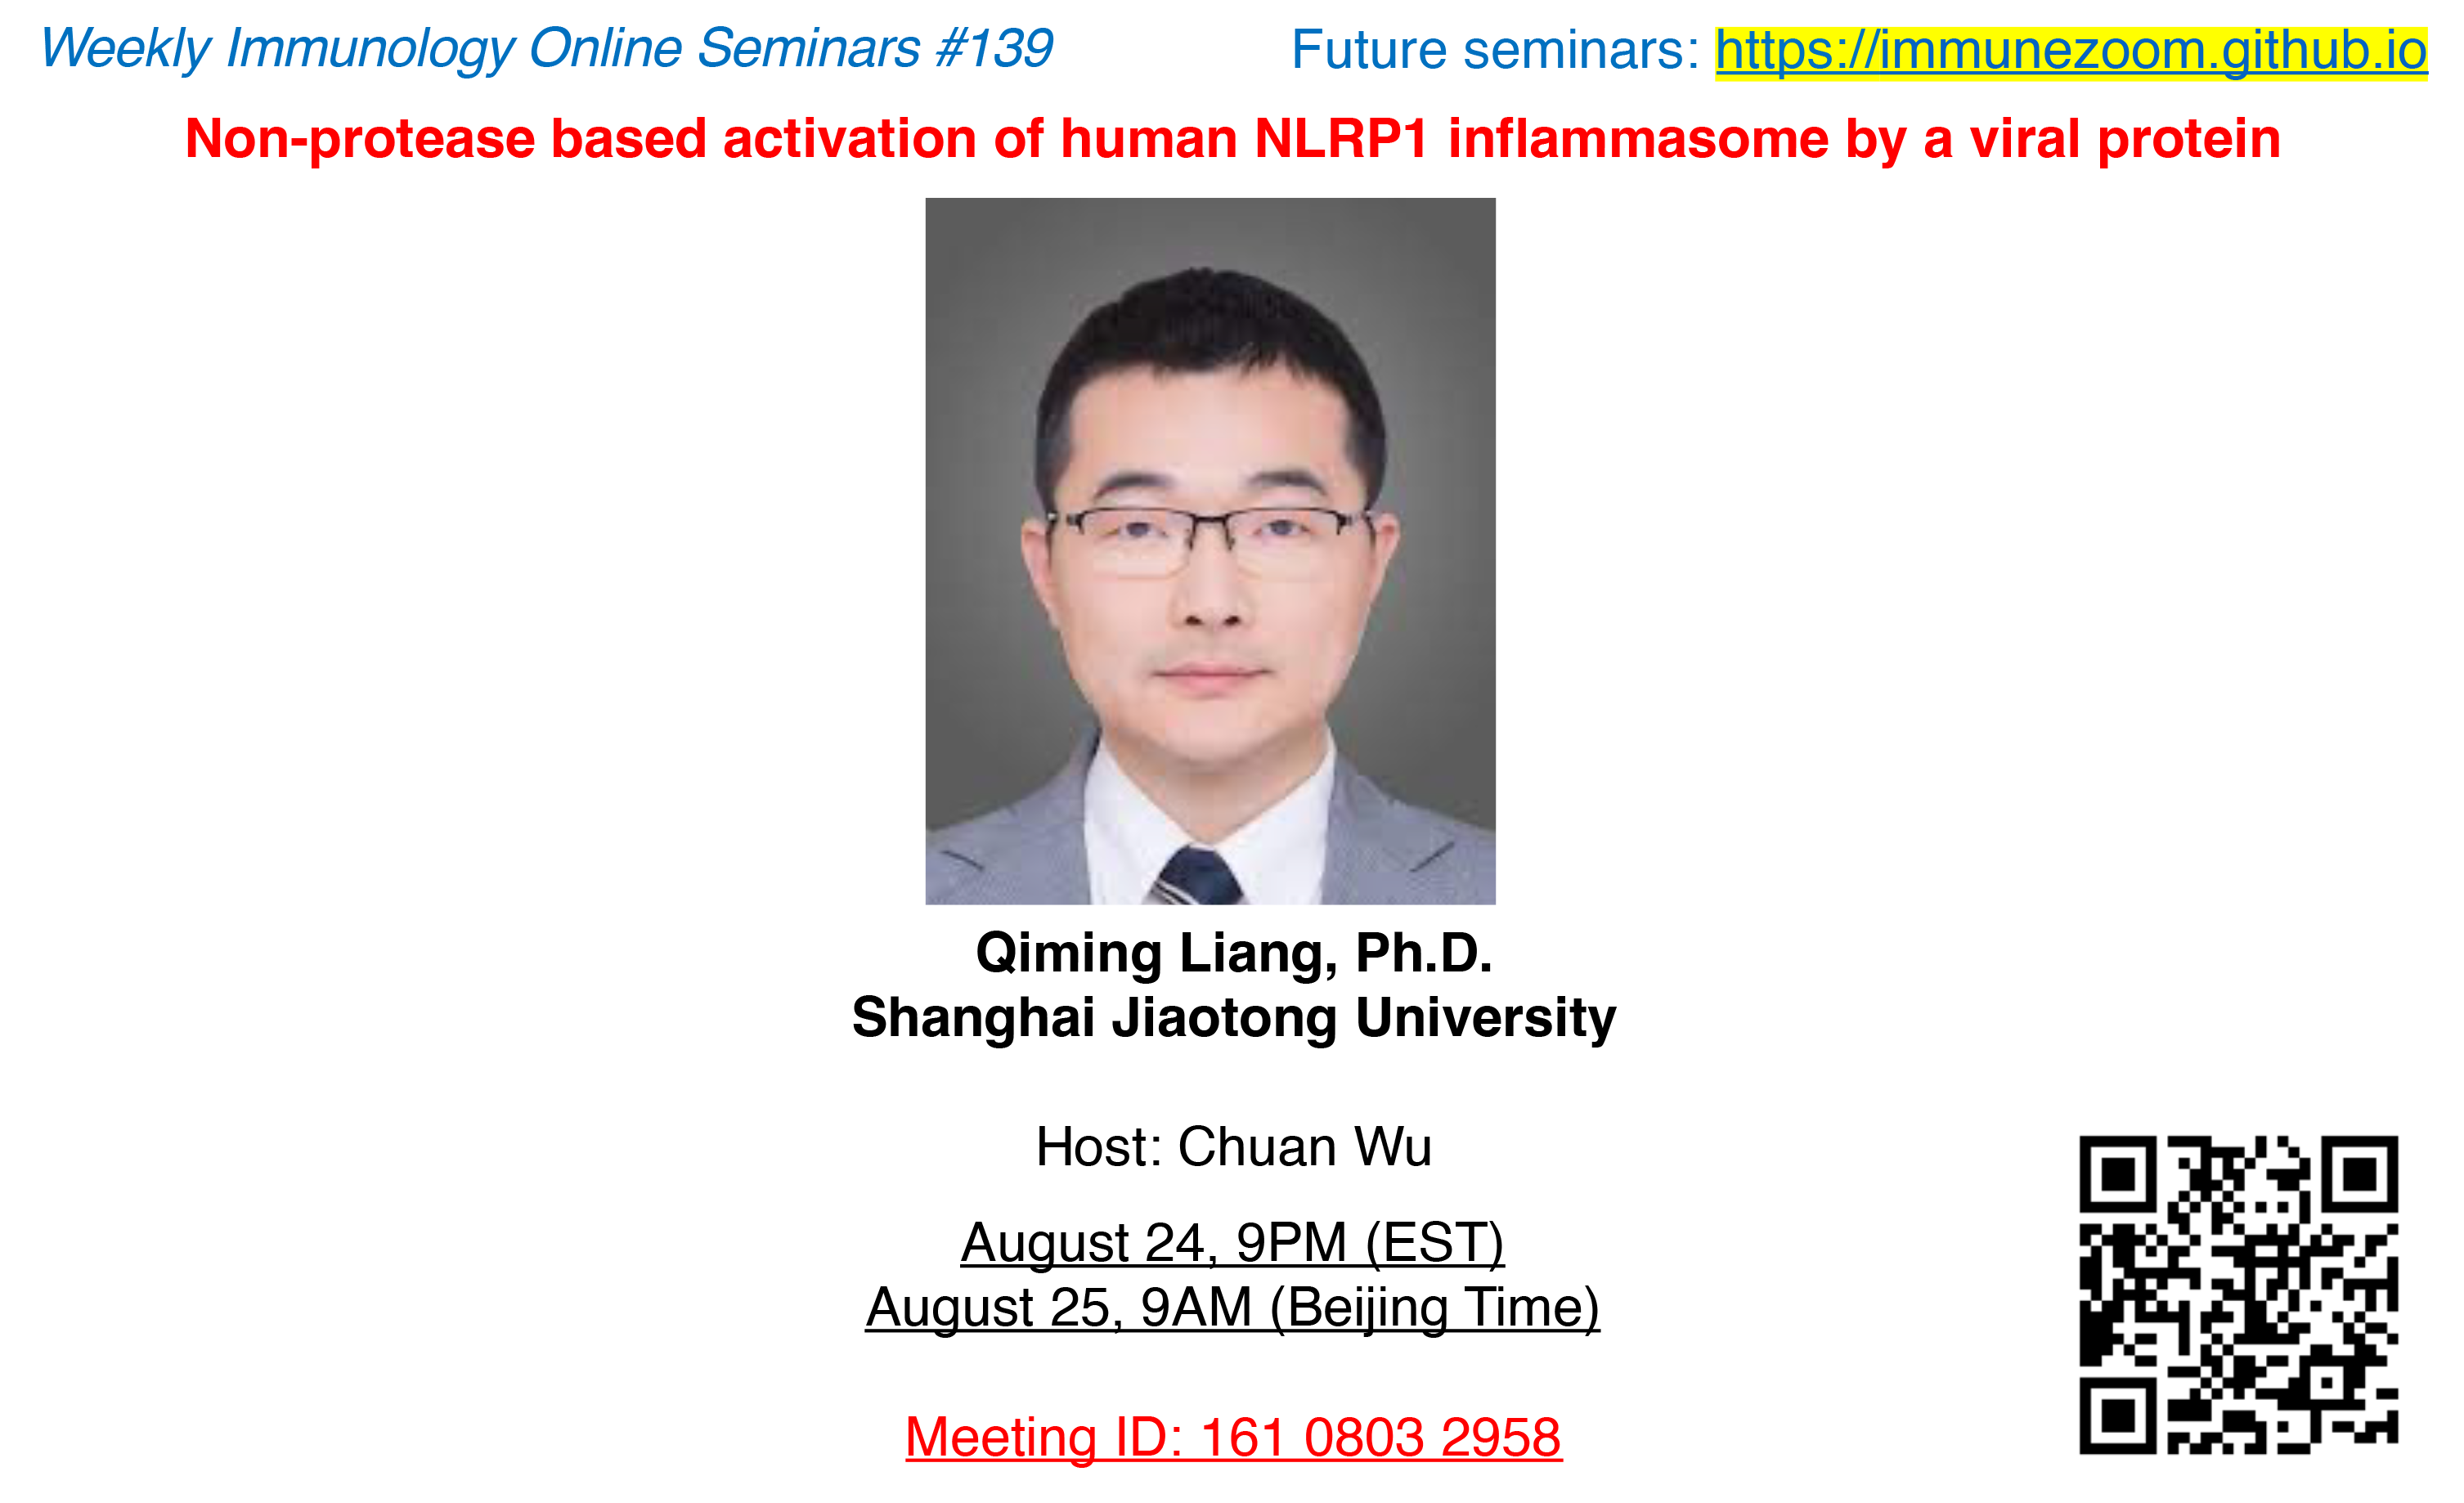 Weekly Immunology Online Seminars #139
Future seminars: https://immunezoom.github.io
Non-protease based activation of human NLRP1 inflammasome by a viral protein
Qiming Liang, Ph.D.
Shanghai Jiaotong University
Host: Chuan Wu
August 24, 9PM (EST)
August 25, 9AM (Beijing Time)
Meeting ID: 161 0803 2958